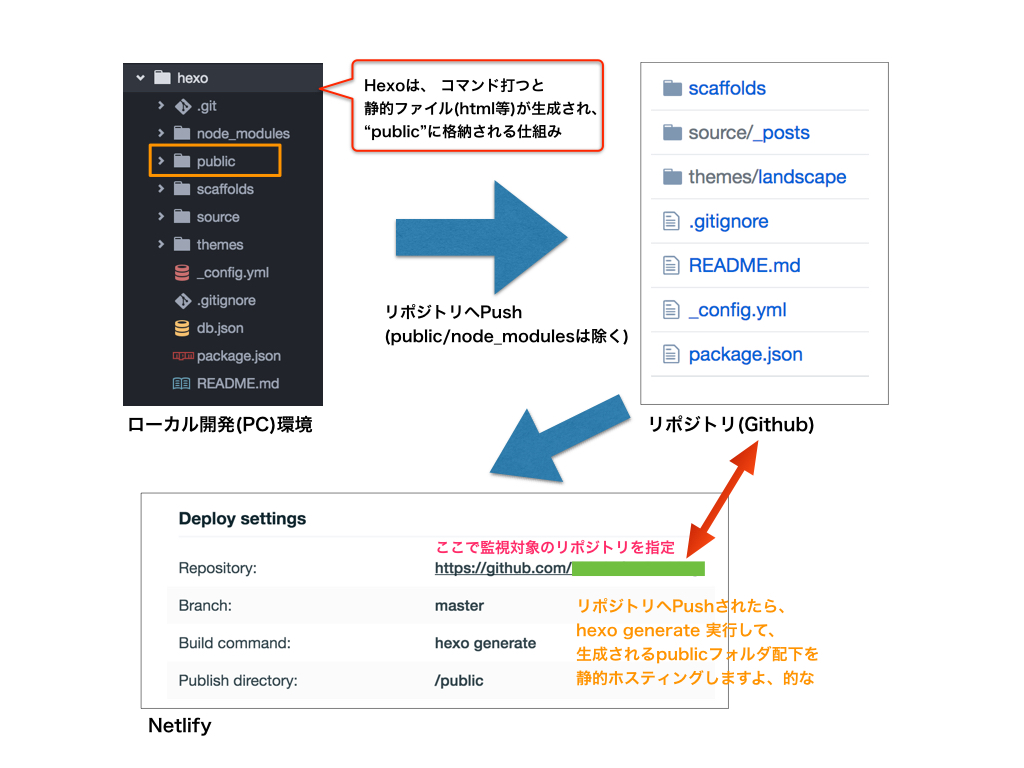 hexo
.git
node_modules
public
scaffolds
source
themes
_config.yml
.gitignore
db.json
npm package.json
README.md
ローカル開発(PC)環境
Hexoは、 コマンド打つと
静的ファイル(html等)が生成され、
“public”に格納される仕組み
リポジトリへPush
(public/node_modulesは除く)
scaffolds
source/_posts
themes/landscape
.gitignore
README.md
_config.yml
package.json
リポジトリ(Github)
Deploy settings
ここで監視対象のリポジトリを指定
Repository: https://github.com/
Branch: master
Build command: hexo generate
Publish directory: /public
リポジトリへPushされたら、
hexo generate 実行して、
生成されるpublicフォルダ配下を
静的ホスティングしますよ、的な
Netlify